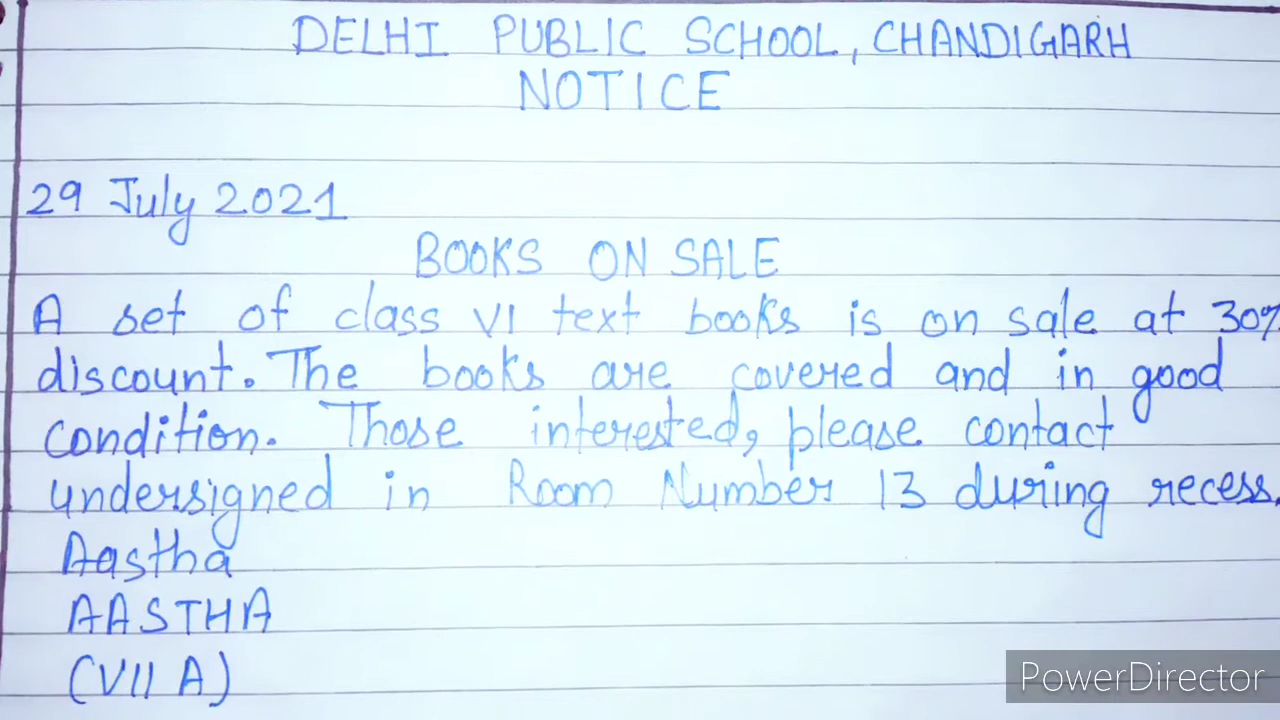 DELHI PUBLIC SCHOOL, CHANDIGARH
NOTICE
29 July 2021
BOOKS ON SALE
A set of class VI text books is on sale at 30%
discount. The books are covered and in good
condition. Those interested, please contact
undersigned in Room Number 13 during recess.
Aastha
AASTHA
(VII A)
PowerDirector